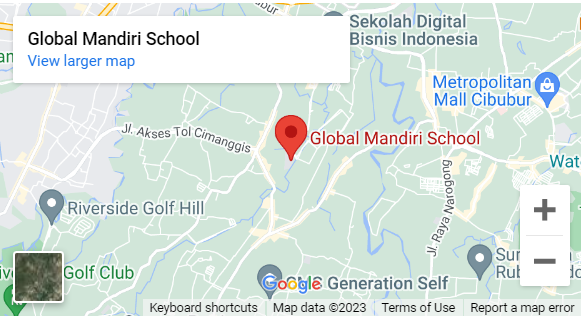 Global Mandiri School
View larger map
Sekolah Digital
Bisnis Indonesia
Metropolitan
Mall Cibubur
Jl. Akses Tol Cimanggis
Global Mandiri School
Riverside Golf Hill
Jl. Raya Narogong
Golf Club
Generation Self
Google
Keyboard shortcuts
Map data ©2023
Terms of Use
Report a map error